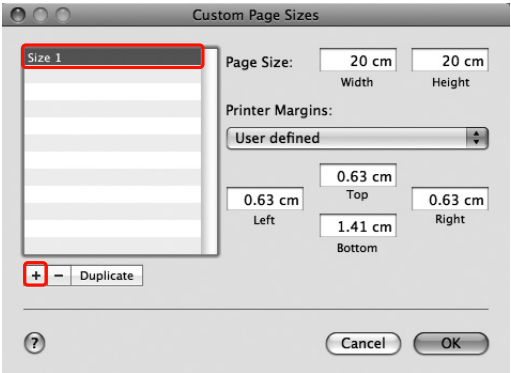 Custom Page Sizes
Size 1
Page Size:
20 cm
20 cm
Width
Height
Printer Margins:
User defined
0.63 cm
Top
0.63 cm
Left
0.63 cm
Right
1.41 cm
Bottom
+ − Duplicate
?
Cancel
OK